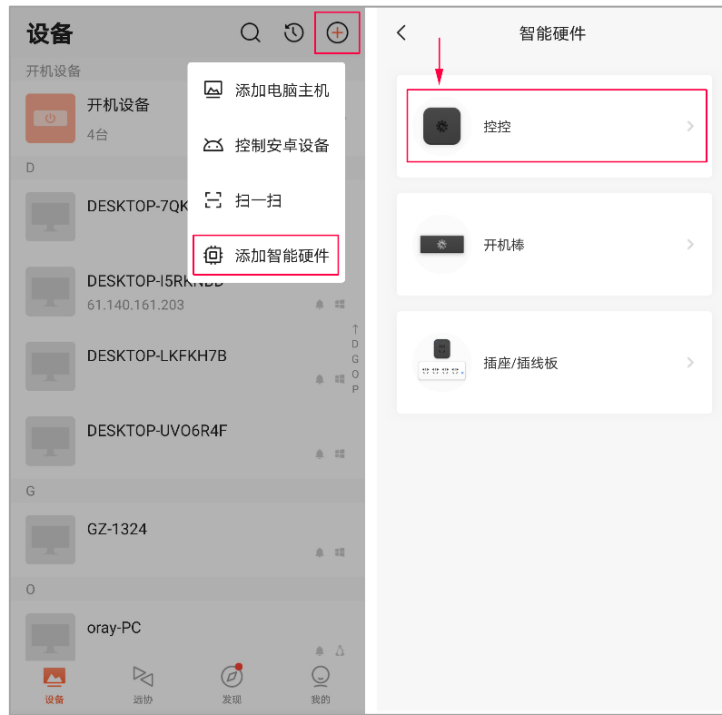 设备
开机设备
开机设备
4台
添加电脑主机
控制安卓设备
扫一扫
添加智能硬件
D
DESKTOP-7QK
DESKTOP-I5RKNBD
61.140.161.203
DESKTOP-LKFKH7B
DESKTOP-UVO6R4F
G
GZ-1324
O
oray-PC
↑
D
G
O
P
设备
远协
发现
我的
智能硬件
控控
开机棒
插座/插线板